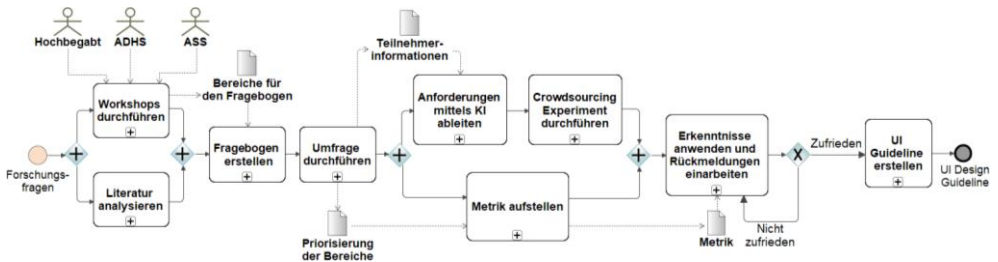 Hochbegabt
ADHS
ASS
Bereiche für
den Fragebogen
Teilnehmer-
informationen
Workshops
durchführen
Forschungs-
fragen
Literatur
analysieren
Fragebogen
erstellen
Umfrage
durchführen
Priorisierung
der Bereiche
Anforderungen
mittels KI
ableiten
Crowdsourcing
Experiment
durchführen
Metrik aufstellen
Metrik
Erkenntnisse
anwenden und
Rückmeldungen
einarbeiten
Zufrieden
Nicht
zufrieden
UI
Guideline
erstellen
UI Design
Guideline